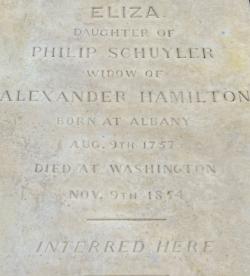 ELIZA.
DAUGHTER OF
PHILIP SCHUYLER
WIDOW OF
ALEXANDER HAMILTON
BORN AT ALBANY
AUG. 9TH 1757.
DIED AT WASHINGTON
NOV. 9TH 1854.
INTERRED HERE